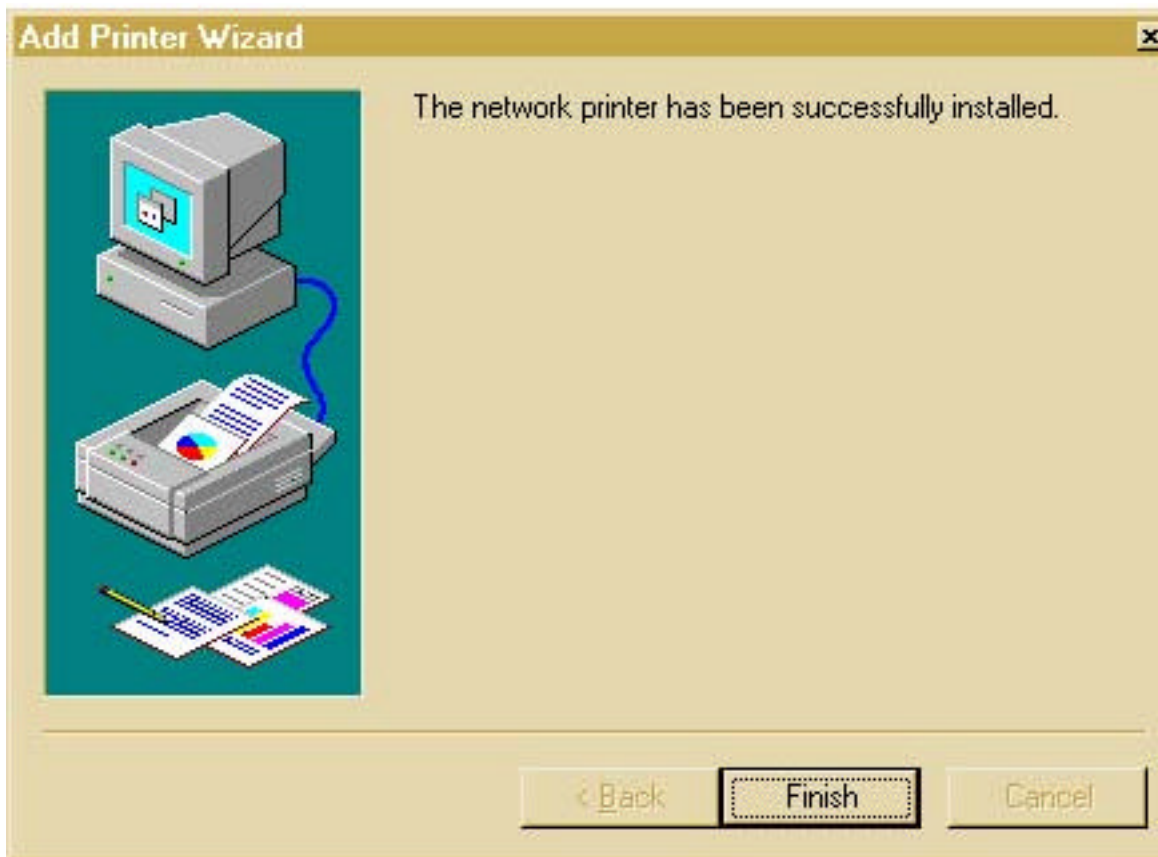 Add Printer Wizard
The network printer has been successfully installed.
< Back
Finish
Cancel